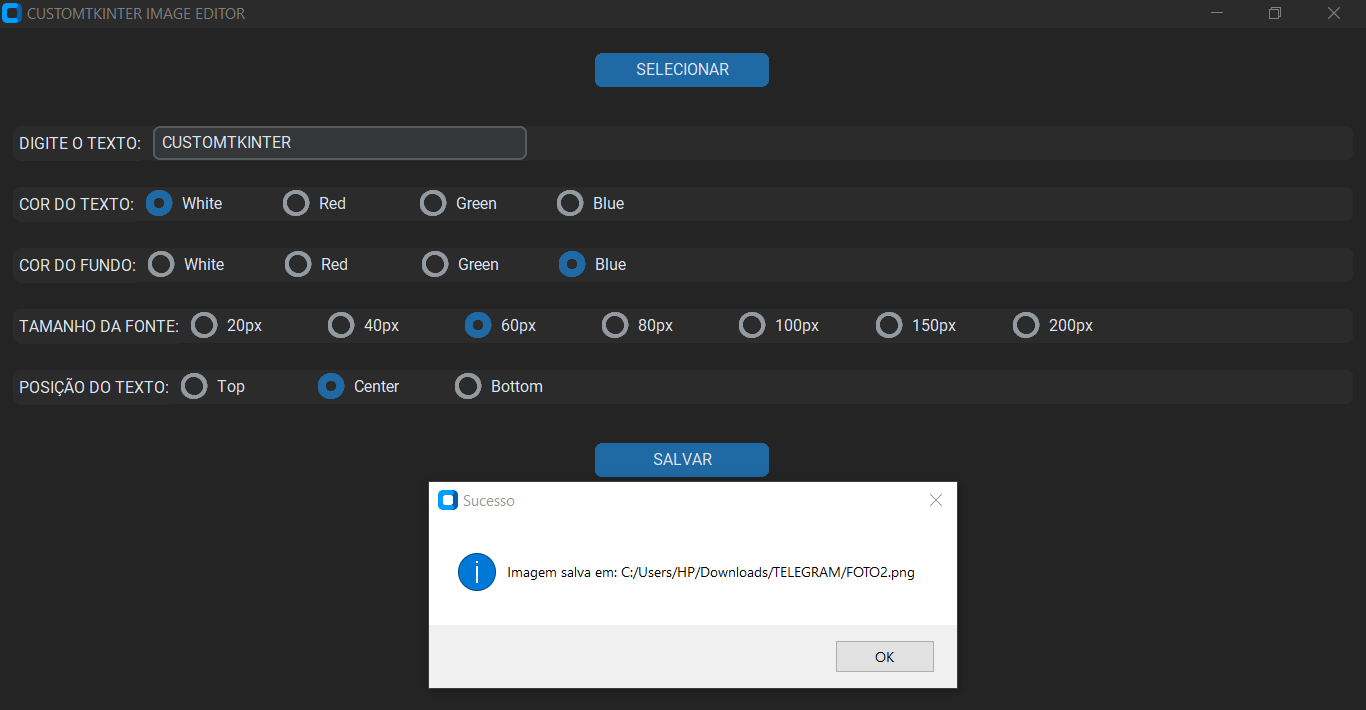 CUSTOMTKINTER IMAGE EDITOR
SELECIONAR
DIGITE O TEXTO: CUSTOMTKINTER
COR DO TEXTO: White Red Green Blue
COR DO FUNDO: White Red Green Blue
TAMANHO DA FONTE: 20px 40px 60px 80px 100px 150px 200px
POSIÇÃO DO TEXTO: Top Center Bottom
SALVAR
Sucesso
Imagem salva em: C:/Users/HP/Downloads/TELEGRAM/FOTO2.png
OK